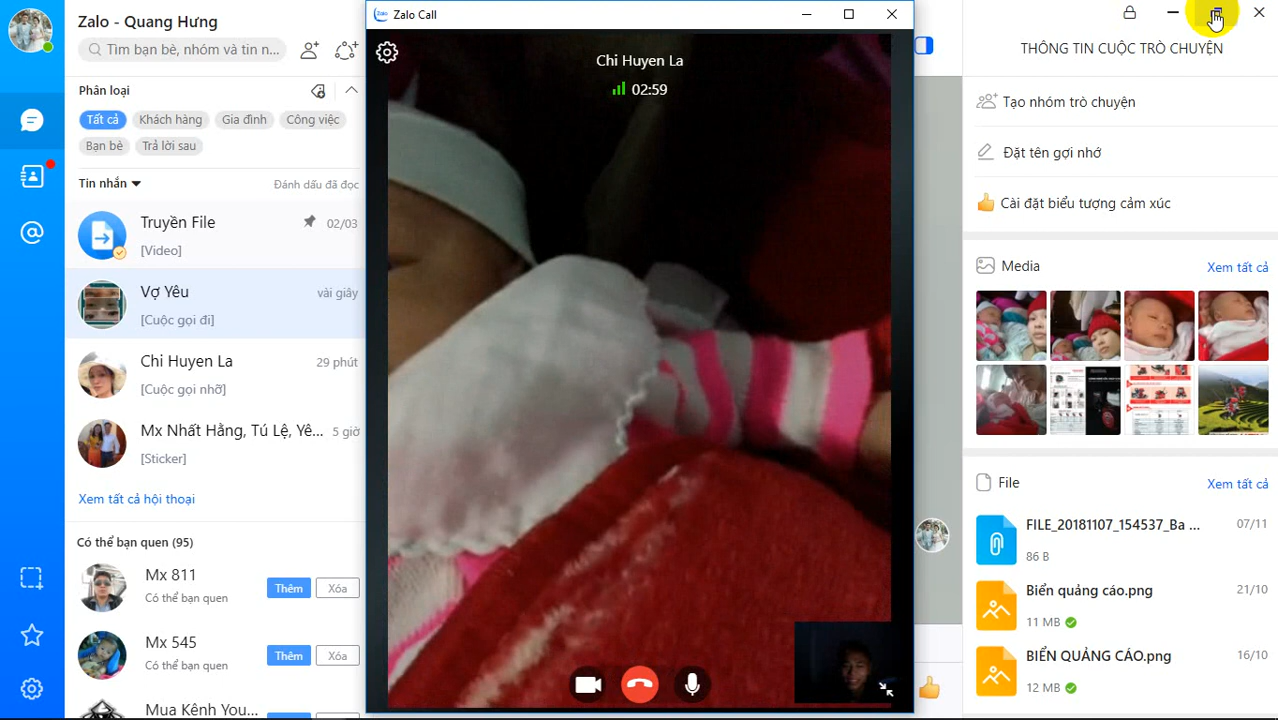 Zalo - Quang Hưng
Tìm bạn bè, nhóm và tin n...
Phân loại
Tất cả
Khách hàng
Gia đình
Công việc
Bạn bè
Trả lời sau
Tin nhắn
Đánh dấu đã đọc
Truyền File
02/03
[Video]
Vợ Yêu
vài giây
[Cuộc gọi đi]
Chi Huyen La
29 phút
[Cuộc gọi nhỡ]
Mx Nhất Hằng, Tú Lệ, Yê...
5 giờ
[Sticker]
Xem tất cả hội thoại
Có thể bạn quen (95)
Mx 811
Có thể bạn quen
Thêm
Xóa
Mx 545
Có thể bạn quen
Thêm
Xóa
Mua Kênh You...
Zalo Call
Chi Huyen La
02:59
THÔNG TIN CUỘC TRÒ CHUYỆN
Tạo nhóm trò chuyện
Đặt tên gợi nhớ
Cài đặt biểu tượng cảm xúc
Media
Xem tất cả
File
Xem tất cả
FILE_20181107_154537_Ba ...
07/11
86 B
Biển quảng cáo.png
21/10
11 MB
BIỂN QUẢNG CÁO.png
16/10
12 MB